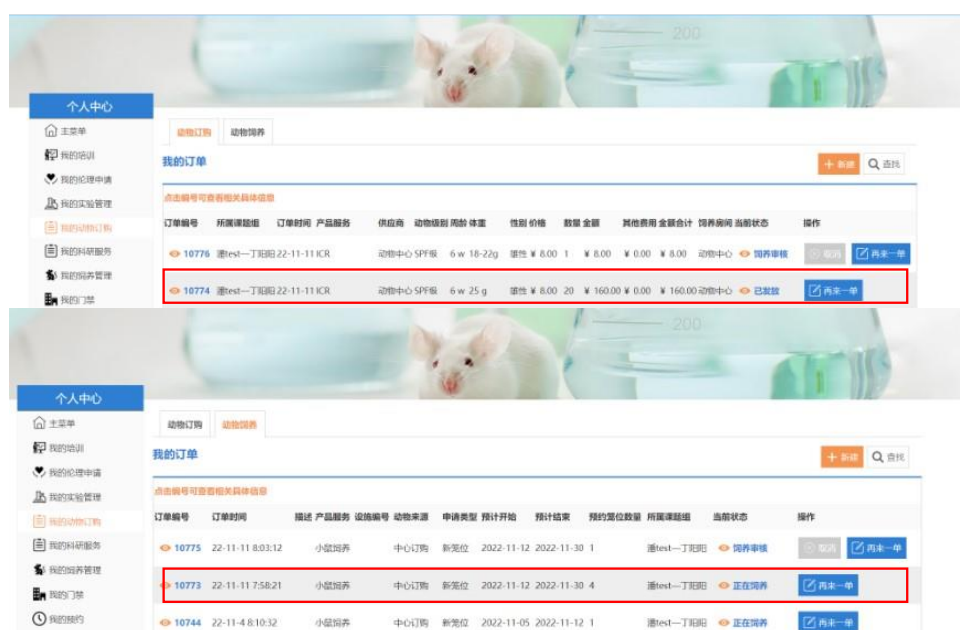 200
个人中心
主菜单
我的培训
我的伦理申请
我的实验管理
我的动物订购
我的科研服务
我的饲养管理
我的门禁
动物订购 动物饲养
我的订单
新建 查找
点击编号可查看相关具体信息
订单编号 所属课题组 订单时间 产品服务 供应商 动物级别 周龄 体重 性别 价格 数量 金额 其他费用 金额合计 饲养房间 当前状态 操作
10776 潘test—丁阳阳 22-11-11 ICR 动物中心 SPF级 6 w 18-22g 雄性 ¥ 8.00 1 ¥ 8.00 ¥ 0.00 ¥ 8.00 动物中心 饲养审核 取消 再来一单
10774 潘test—丁阳阳 22-11-11 ICR 动物中心 SPF级 6 w 25 g 雄性 ¥ 8.00 20 ¥ 160.00 ¥ 0.00 ¥ 160.00 动物中心 已发放 再来一单
200
个人中心
主菜单
我的培训
我的伦理申请
我的实验管理
我的动物订购
我的科研服务
我的饲养管理
我的门禁
我的预约
动物订购 动物饲养
我的订单
新建 查找
点击编号可查看相关具体信息
订单编号 订单时间 描述 产品服务 设施编号 动物来源 申请类型 预计开始 预计结束 预约笼位数量 所属课题组 当前状态 操作
10775 22-11-11 8:03:12 小鼠饲养 中心订购 新笼位 2022-11-12 2022-11-30 1 潘test—丁阳阳 饲养审核 取消 再来一单
10773 22-11-11 7:58:21 小鼠饲养 中心订购 新笼位 2022-11-12 2022-11-30 4 潘test—丁阳阳 正在饲养 再来一单
10744 22-11-4 8:10:32 小鼠饲养 中心订购 新笼位 2022-11-05 2022-11-12 1 潘test—丁阳阳 正在饲养 再来一单